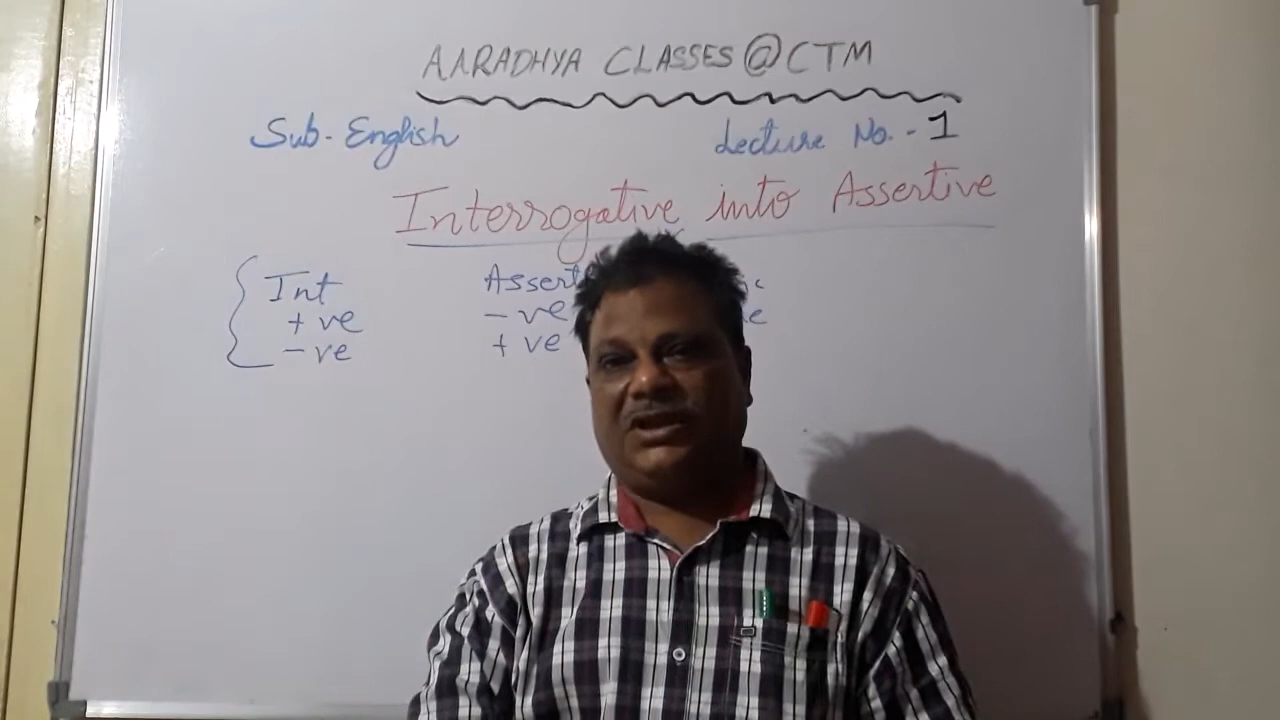 AARADHYA CLASSES @ CTM
Sub- English
Lecture No. - 1
Interrogative into Assertive
Int
+ ve - ve
- ve + ve